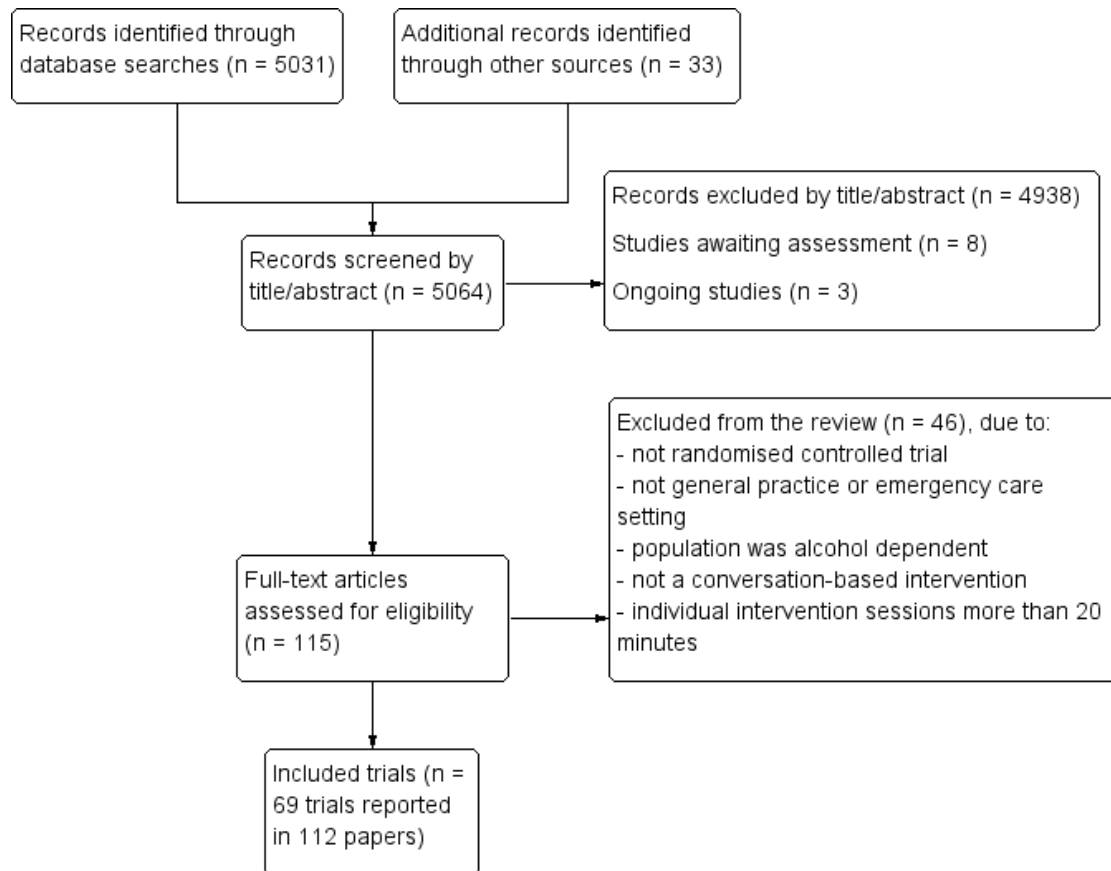 Records identified through
database searches (n = 5031)
Additional records identified
through other sources (n = 33)
Records excluded by title/abstract (n = 4938)
Studies awaiting assessment (n = 8)
Ongoing studies (n = 3)
Records screened by
title/abstract (n = 5064)
Excluded from the review (n = 46), due to:
- not randomised controlled trial
- not general practice or emergency care
setting
- population was alcohol dependent
- not a conversation-based intervention
- individual intervention sessions more than 20
minutes
Full-text articles
assessed for eligibility
(n = 115)
Included trials (n =
69 trials reported
in 112 papers)